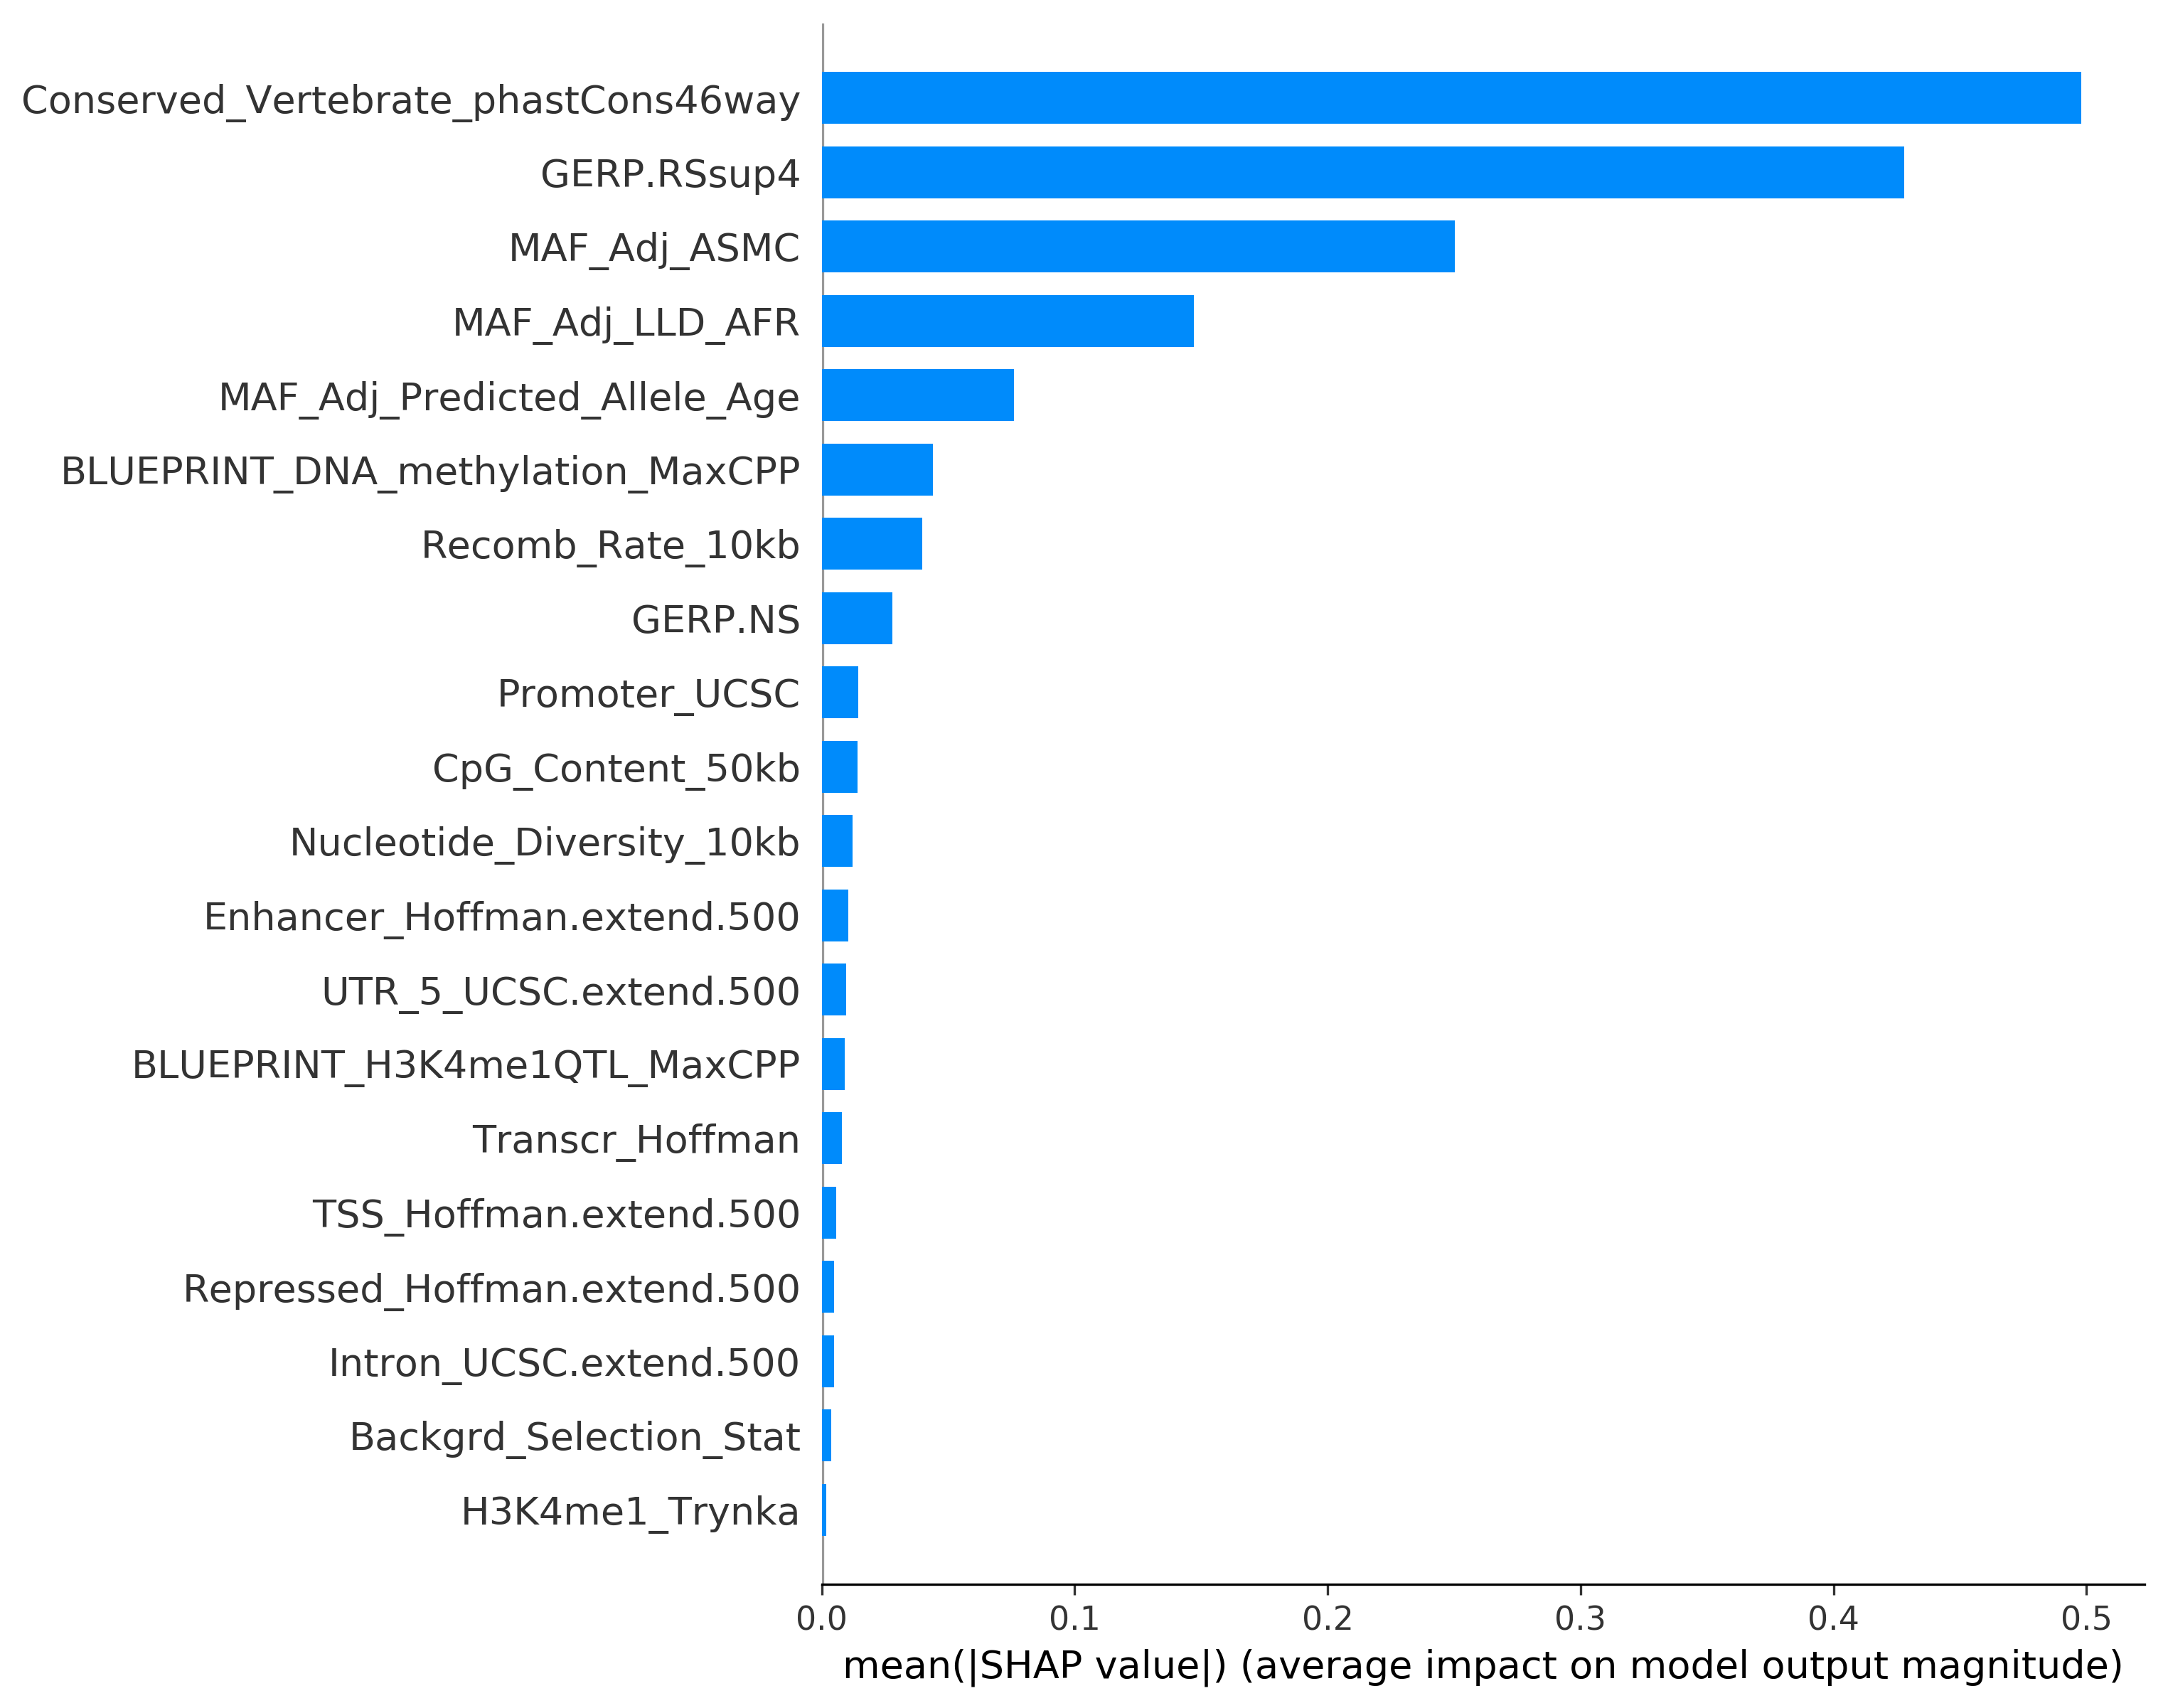 Conserved_Vertebrate_phastCons46way
GERP.RSsup4
MAF_Adj_ASMC
MAF_Adj_LLD_AFR
MAF_Adj_Predicted_Allele_Age
BLUEPRINT_DNA_methylation_MaxCPP
Recomb_Rate_10kb
GERP.NS
Promoter_UCSC
CpG_Content_50kb
Nucleotide_Diversity_10kb
Enhancer_Hoffman.extend.500
UTR_5_UCSC.extend.500
BLUEPRINT_H3K4me1QTL_MaxCPP
Transcr_Hoffman
TSS_Hoffman.extend.500
Repressed_Hoffman.extend.500
Intron_UCSC.extend.500
Backgrd_Selection_Stat
H3K4me1_Trynka
0.0 0.1 0.2 0.3 0.4 0.5
mean(|SHAP value|) (average impact on model output magnitude)